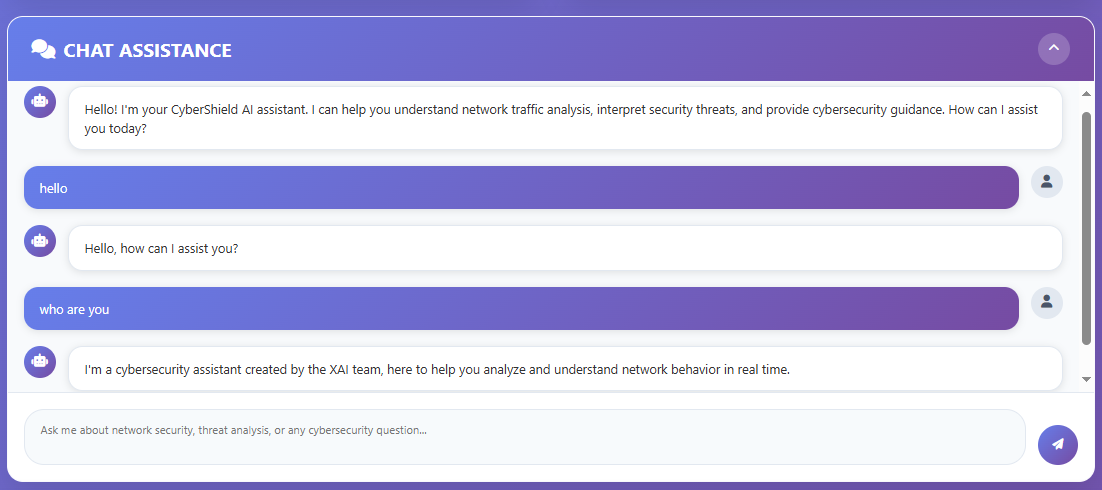 CHAT ASSISTANCE
Hello! I'm your CyberShield AI assistant. I can help you understand network traffic analysis, interpret security threats, and provide cybersecurity guidance. How can I assist
you today?
hello
Hello, how can I assist you?
who are you
I'm a cybersecurity assistant created by the XAI team, here to help you analyze and understand network behavior in real time.
Ask me about network security, threat analysis, or any cybersecurity question...